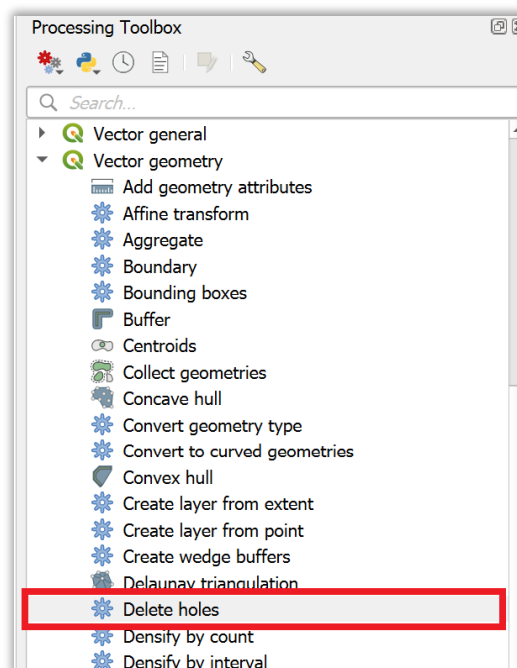 Processing Toolbox
Search...
Vector general
Vector geometry
Add geometry attributes
Affine transform
Aggregate
Boundary
Bounding boxes
Buffer
Centroids
Collect geometries
Concave hull
Convert geometry type
Convert to curved geometries
Convex hull
Create layer from extent
Create layer from point
Create wedge buffers
Delaunay triangulation
Delete holes
Densify by count
Densify by interval